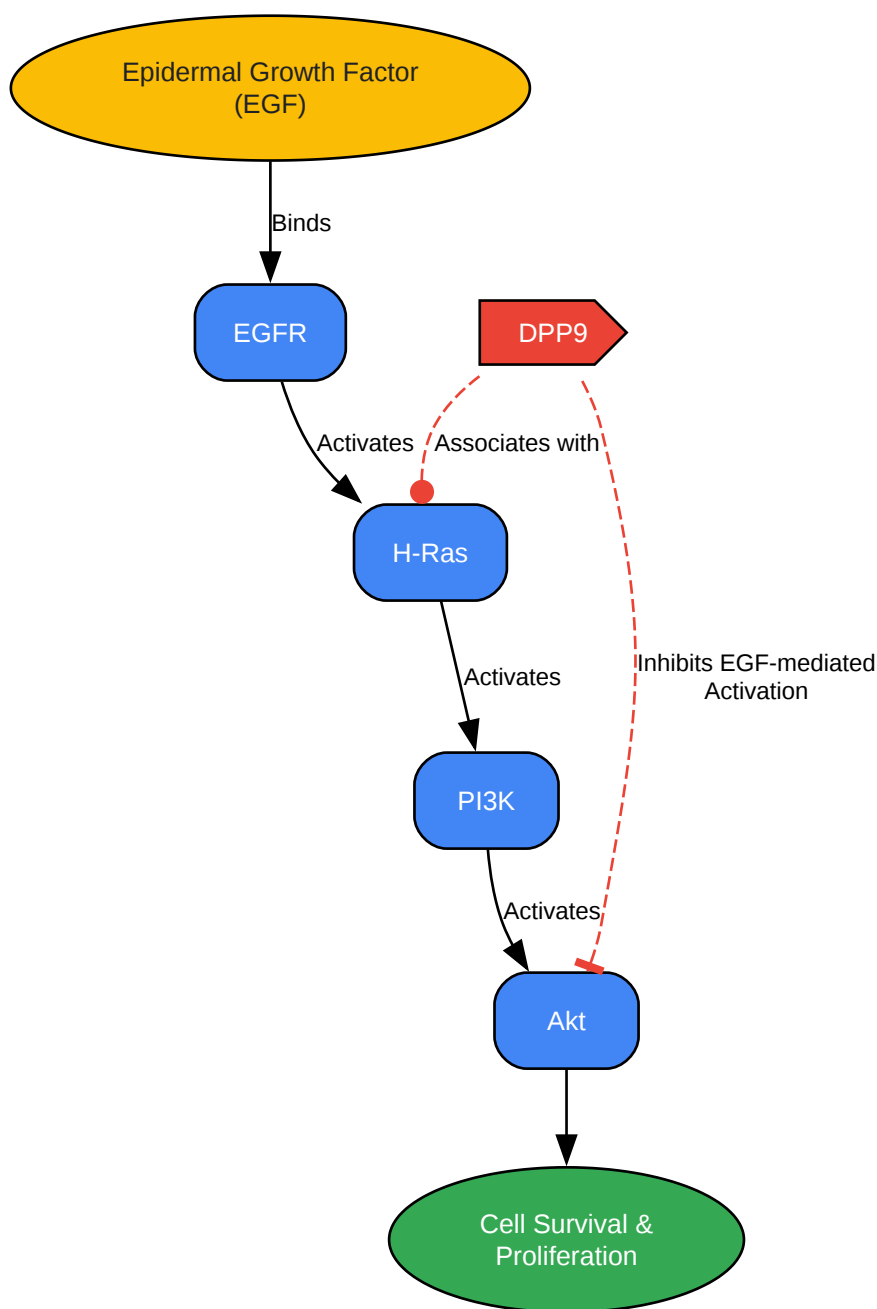 Epidermal Growth Factor
(EGF)
Binds
EGFR
DPP9
Activates
Associates with
H-Ras
Inhibits EGF-mediated
Activation
Activates
PI3K
Activates
Akt
Cell Survival &
Proliferation